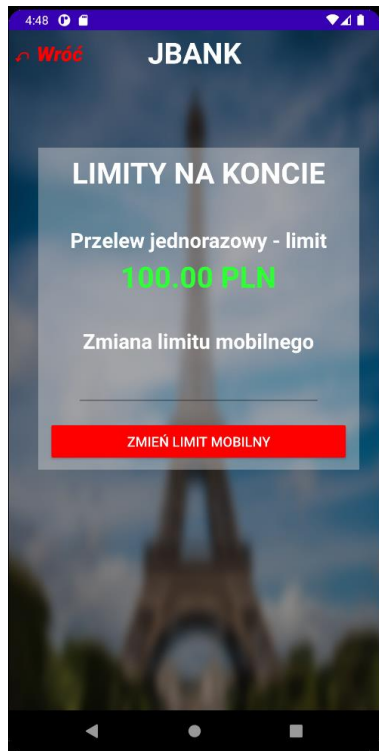 4:48
Wróć
JBANK
LIMITY NA KONCIE
Przelew jednorazowy - limit
100.00 PLN
Zmiana limitu mobilnego
ZMIEŃ LIMIT MOBILNY